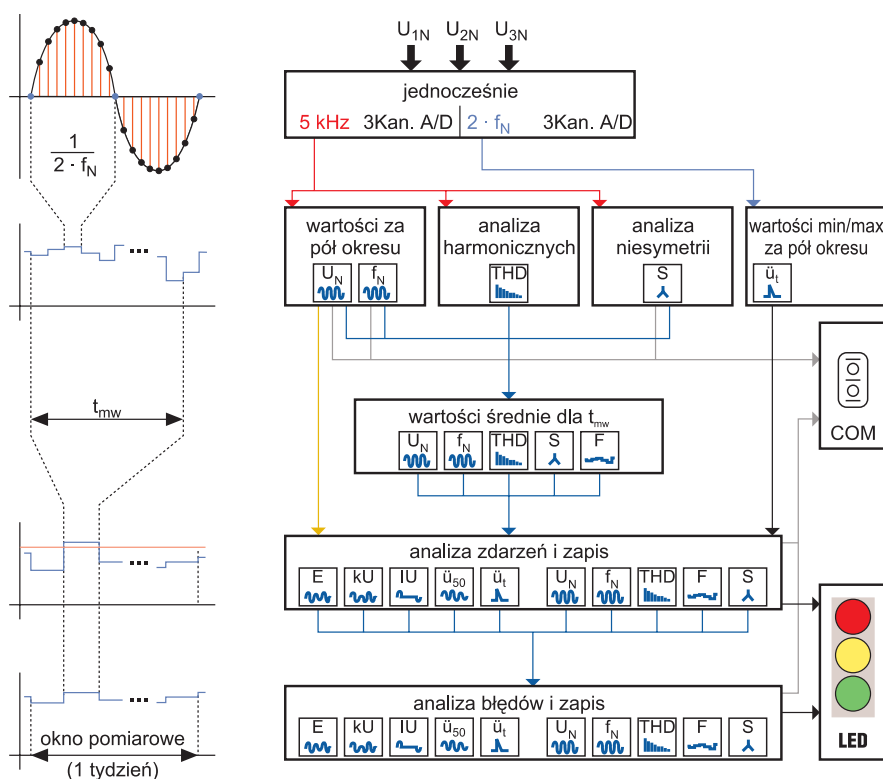 U1N U2N U3N
jednocześnie
5 kHz 3Kan. A/D 2 · fN 3Kan. A/D
1
2 · fN
wartości za
pół okresu
UN fN
analiza
harmonicznych
THD
analiza
niesymetrii
S
wartości min/max
za pół okresu
üt
COM
tmw
wartości średnie dla tmw
UN fN THD S F
analiza zdarzeń i zapis
E kU IU ü50 üt UN fN THD F S
analiza błędów i zapis
E kU IU ü50 üt UN fN THD F S
LED
okno pomiarowe
(1 tydzień)